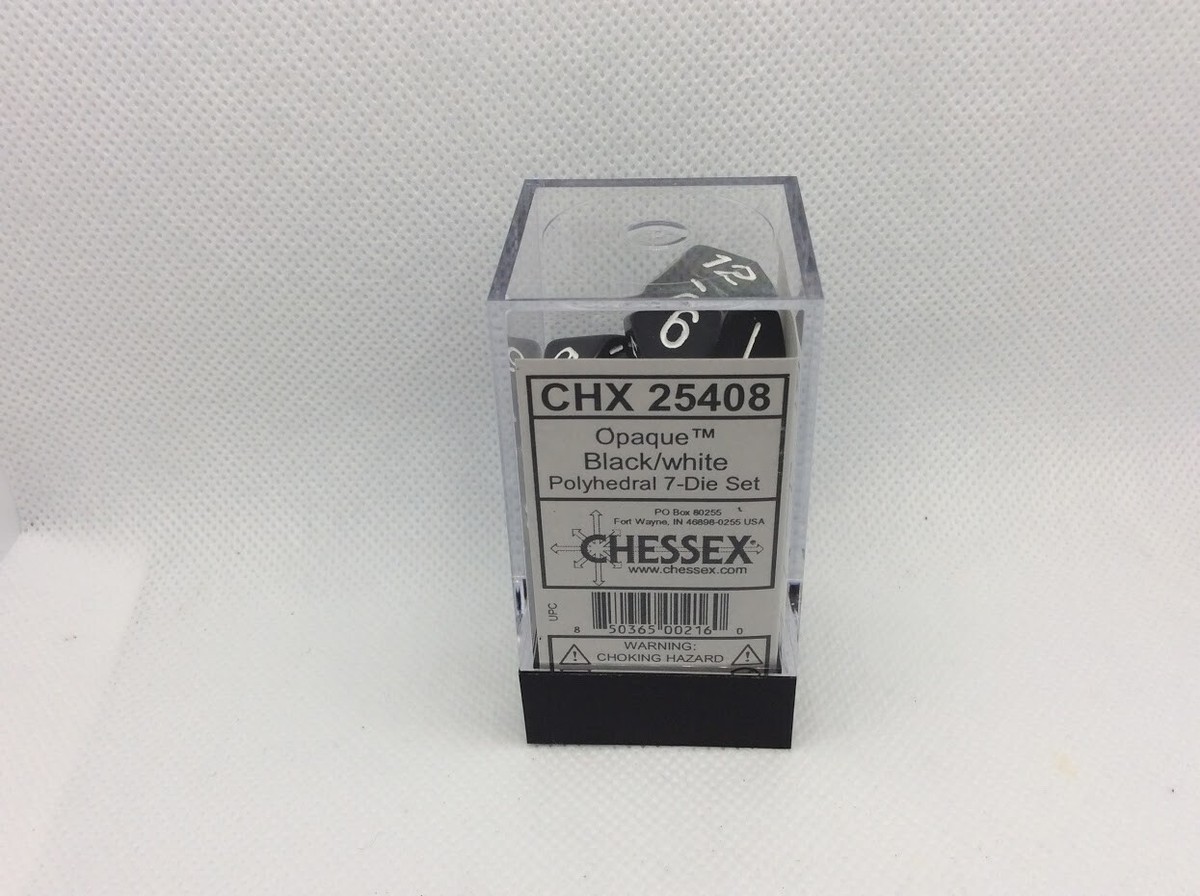 12
6
1
CHX 25408
Opaque™
Black/white
Polyhedral 7-Die Set
PO Box 80255
Fort Wayne, IN 46898-0255 USA
CHESSEX®
www.chessex.com
UPC
8 50365 00216 0
WARNING:
CHOKING HAZARD